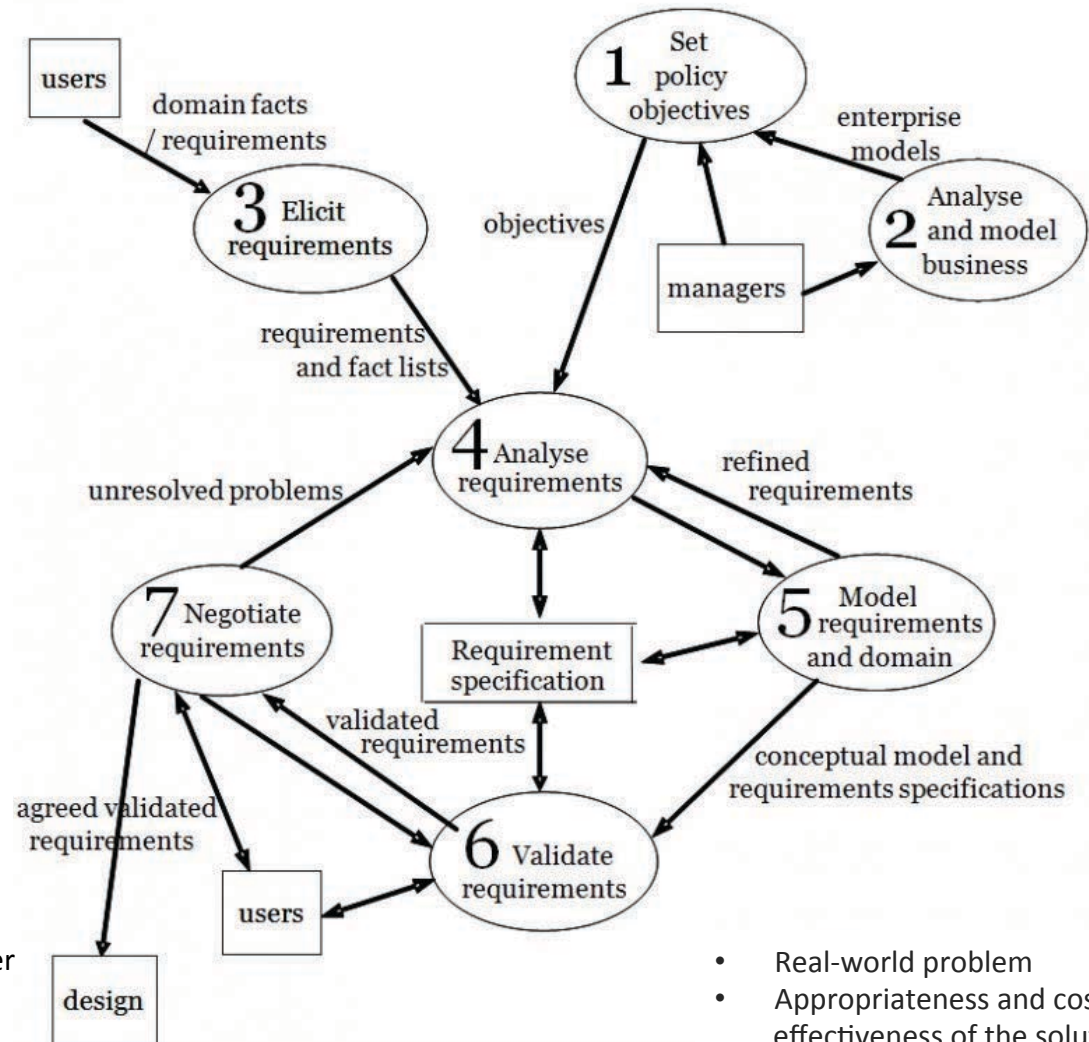 users
domain facts
/ requirements
3 Elicit
requirements
1 Set
policy
objectives
enterprise
models
2 Analyse
and model
business
objectives
managers
requirements
and fact lists
4 Analyse
requirements
refined
requirements
unresolved problems
7 Negotiate
requirements
5 Model
requirements
and domain
Requirement
specification
validated
requirements
conceptual model and
requirements specifications
agreed validated
requirements
6 Validate
requirements
users
er
design
• Real-world problem
• Appropriateness and cos
effectiveness of the solu